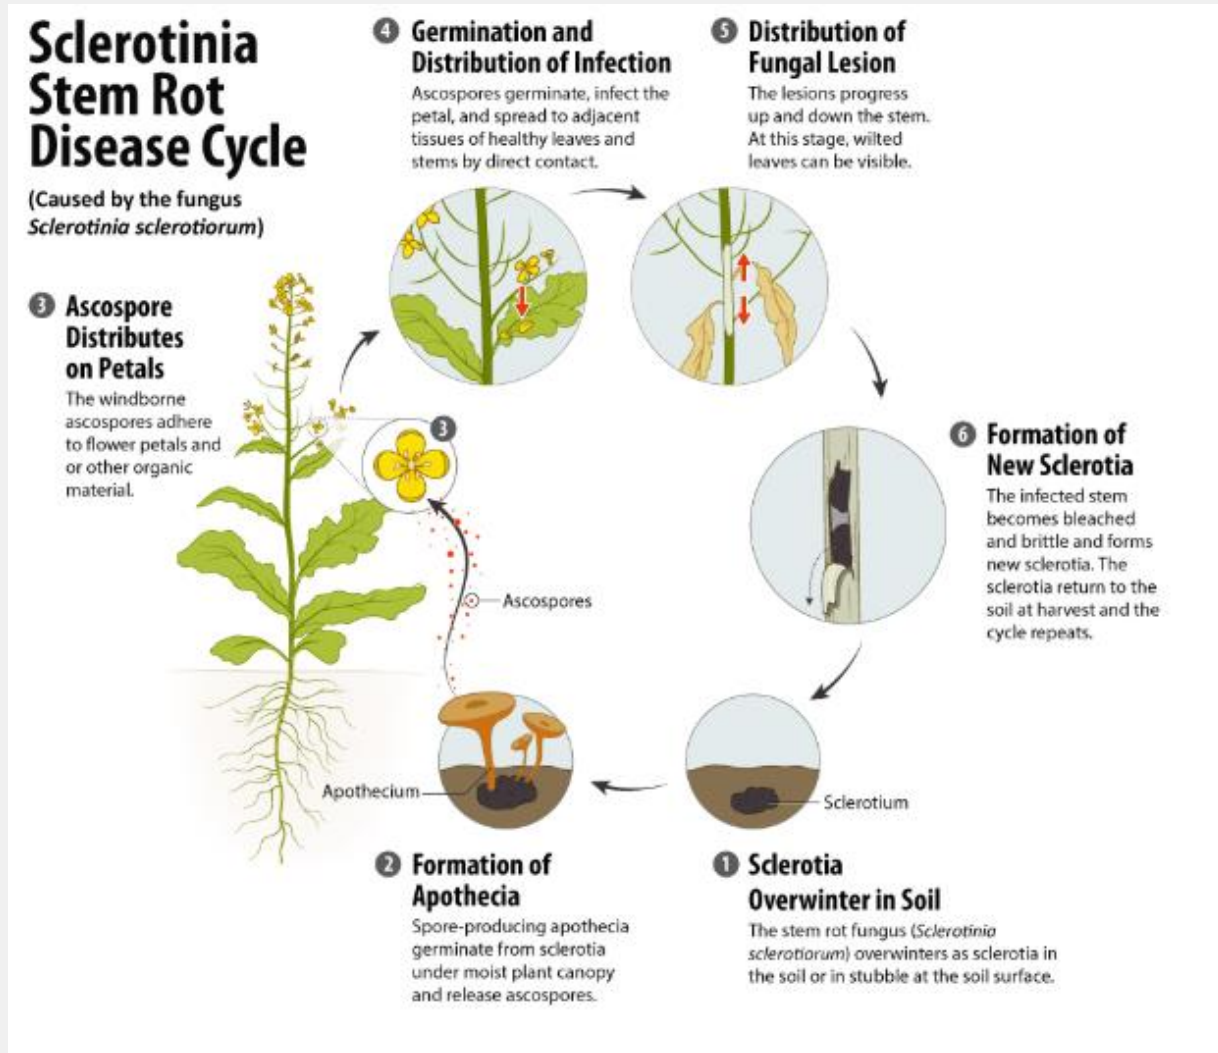 Sclerotinia
Stem Rot
Disease Cycle
(Caused by the fungus
Sclerotinia sclerotiorum)
4 Germination and
Distribution of Infection
Ascospores germinate, infect the
petal, and spread to adjacent
tissues of healthy leaves and
stems by direct contact.
5 Distribution of
Fungal Lesion
The lesions progress
up and down the stem.
At this stage, wilted
leaves can be visible.
3 Ascospore
Distributes
on Petals
The windborne
ascospores adhere
to flower petals and
or other organic
material.
3
6 Formation of
New Sclerotia
The infected stem
becomes bleached
and brittle and forms
new sclerotia. The
sclerotia return to the
soil at harvest and the
cycle repeats.
Ascospores
Apothecium
Sclerotium
2 Formation of
Apothecia
Spore-producing apothecia
germinate from sclerotia
under moist plant canopy
and release ascospores.
1 Sclerotia
Overwinter in Soil
The stem rot fungus (Sclerotinia
sclerotiorum) overwinters as sclerotia in
the soil or in stubble at the soil surface.